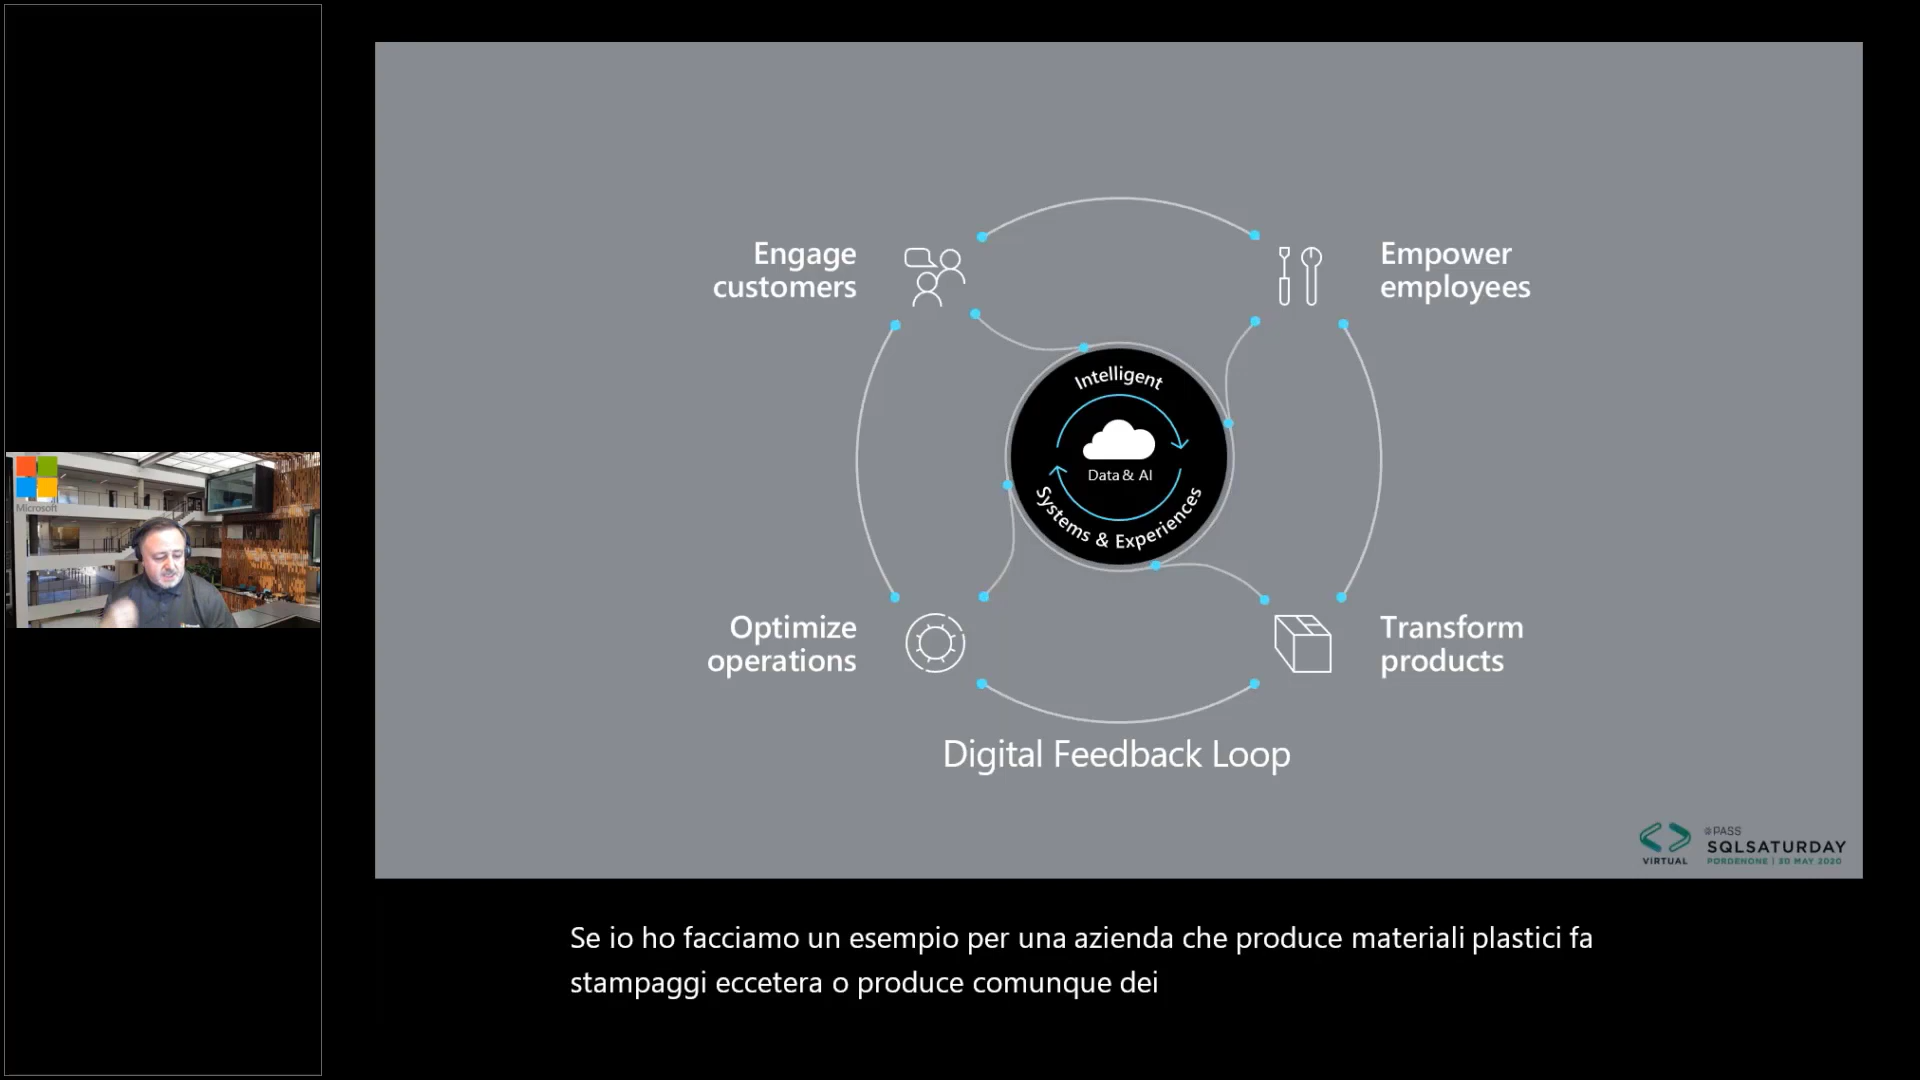 Engage
customers
Empower
employees
Intelligent
Data & AI
Systems & Experiences
Optimize
operations
Transform
products
Digital Feedback Loop
Microsoft
VIRTUAL
PASS
SQLSATURDAY
PORDENONE | 30 MAY 2020
Se io ho facciamo un esempio per una azienda che produce materiali plastici fa
stampaggi eccetera o produce comunque dei